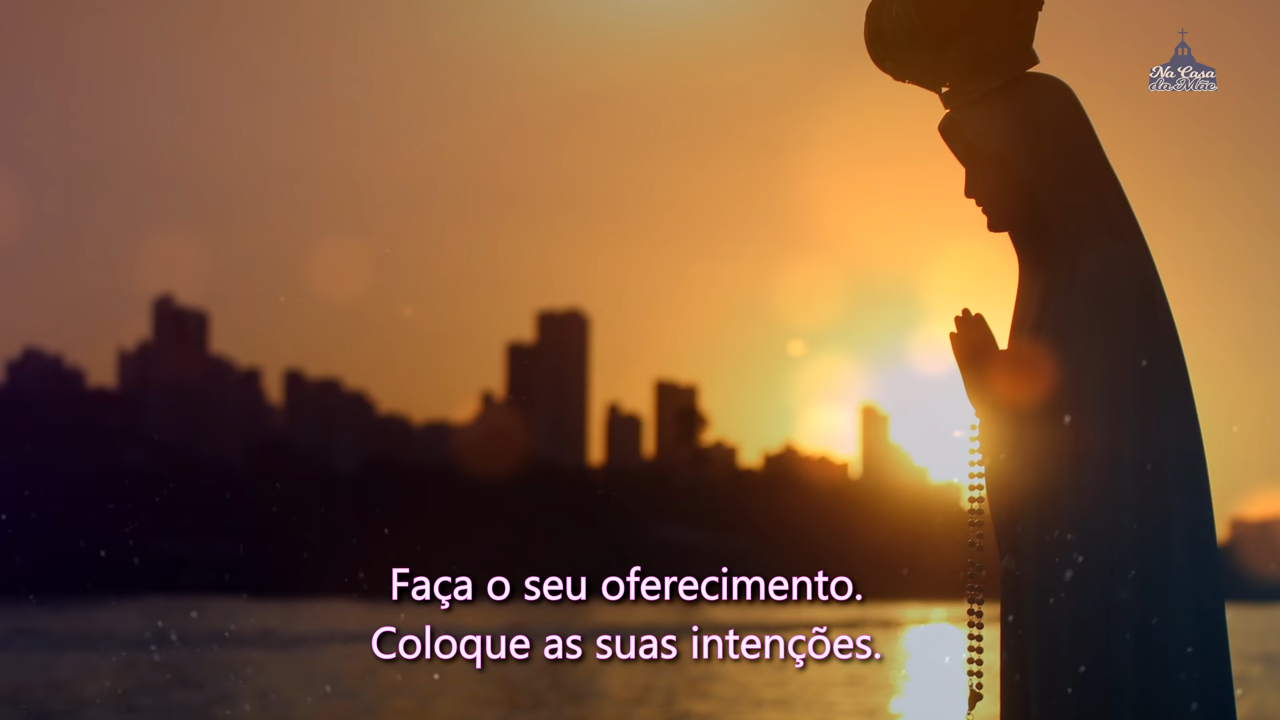 Na Casa
da Mãe
Faça o seu oferecimento.
Coloque as suas intenções.